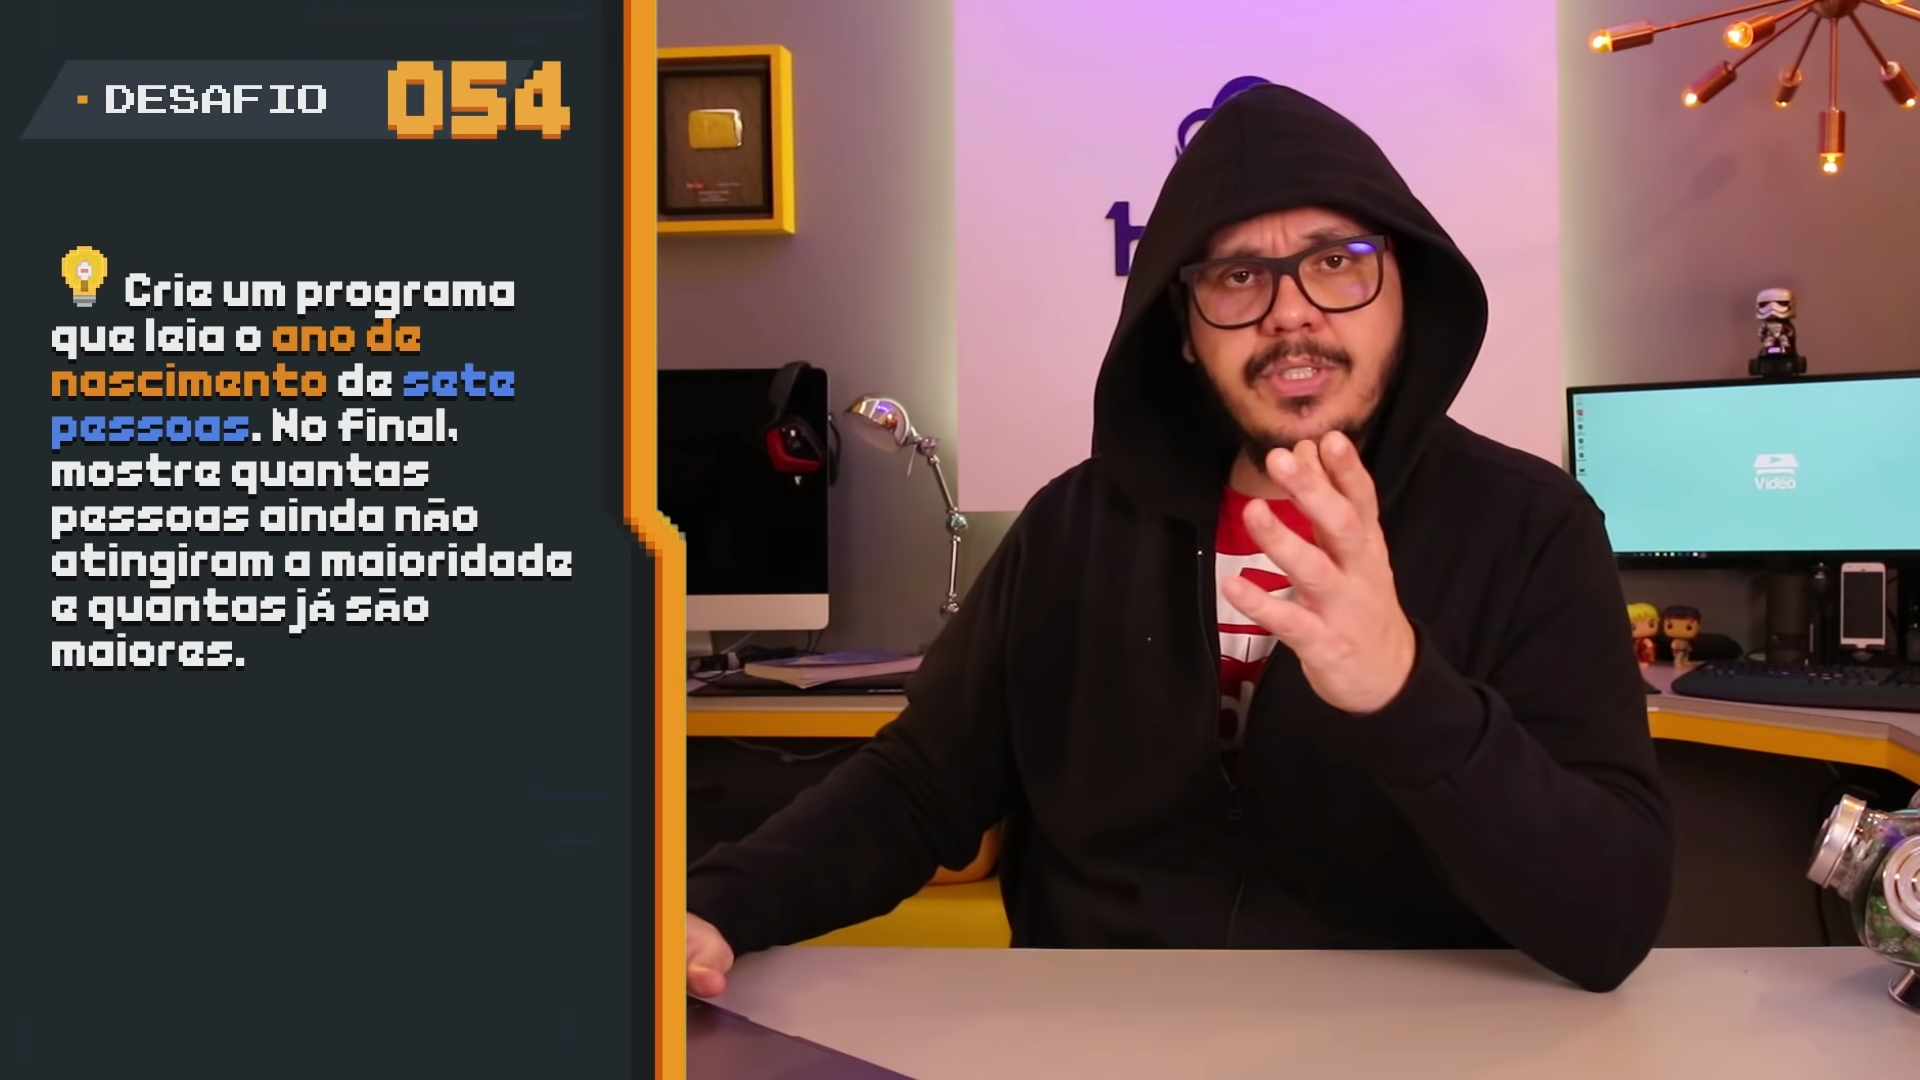 DESAFIO 054
Crie um programa
que leia o ano de
nascimento de sete
pessoas. No final,
mostre quantas
pessoas ainda não
atingiram a maioridade
e quantas já são
maiores.
H
Vídeo